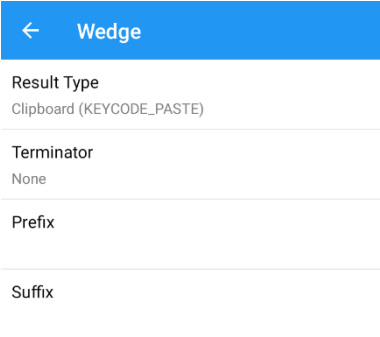 Wedge
Result Type
Clipboard (KEYCODE_PASTE)
Terminator
None
Prefix
Suffix